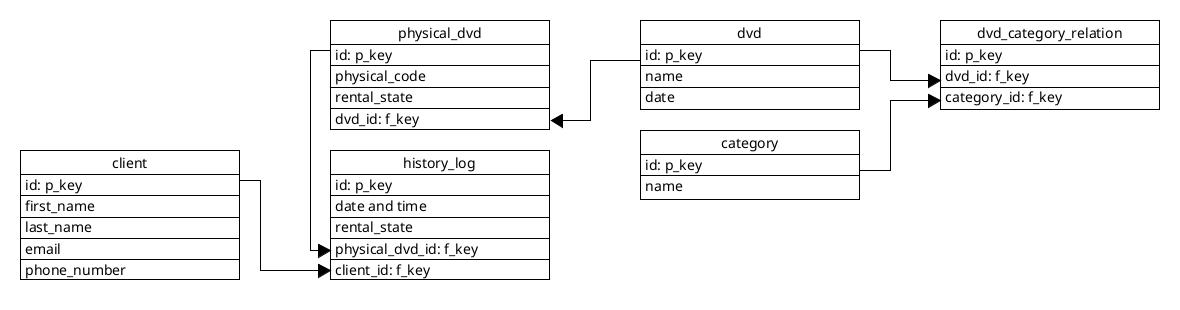 physical_dvd
id: p_key
physical_code
rental_state
dvd_id: f_key
dvd
id: p_key
name
date
dvd_category_relation
id: p_key
dvd_id: f_key
category_id: f_key
client
id: p_key
first_name
last_name
email
phone_number
history_log
id: p_key
date and time
rental_state
physical_dvd_id: f_key
client_id: f_key
category
id: p_key
name